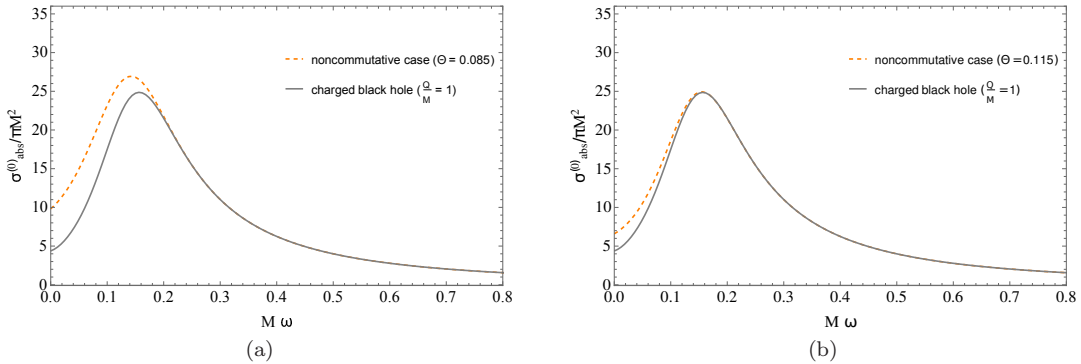 35
30
25
20
15
10
5
0
σ^(0)_abs/πM²
noncommutative case (Θ = 0.085)
charged black hole (Q/M = 1)
0.0 0.1 0.2 0.3 0.4 0.5 0.6 0.7 0.8
M ω
(a)
35
30
25
20
15
10
5
0
σ^(0)_abs/πM²
noncommutative case (Θ = 0.115)
charged black hole (Q/M = 1)
0.0 0.1 0.2 0.3 0.4 0.5 0.6 0.7 0.8
M ω
(b)